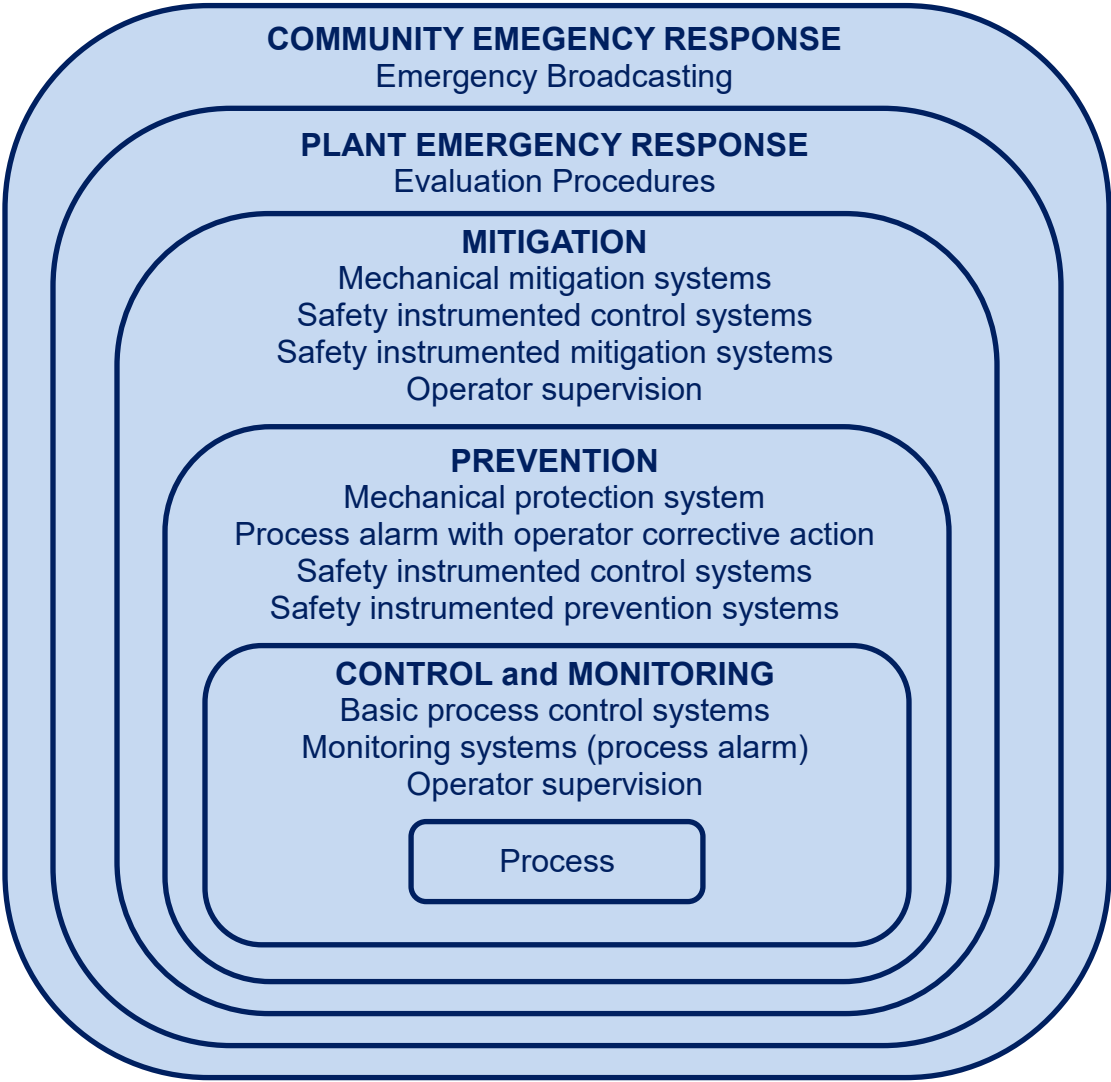 COMMUNITY EMEGENCY RESPONSE
Emergency Broadcasting
PLANT EMERGENCY RESPONSE
Evaluation Procedures
MITIGATION
Mechanical mitigation systems
Safety instrumented control systems
Safety instrumented mitigation systems
Operator supervision
PREVENTION
Mechanical protection system
Process alarm with operator corrective action
Safety instrumented control systems
Safety instrumented prevention systems
CONTROL and MONITORING
Basic process control systems
Monitoring systems (process alarm)
Operator supervision
Process